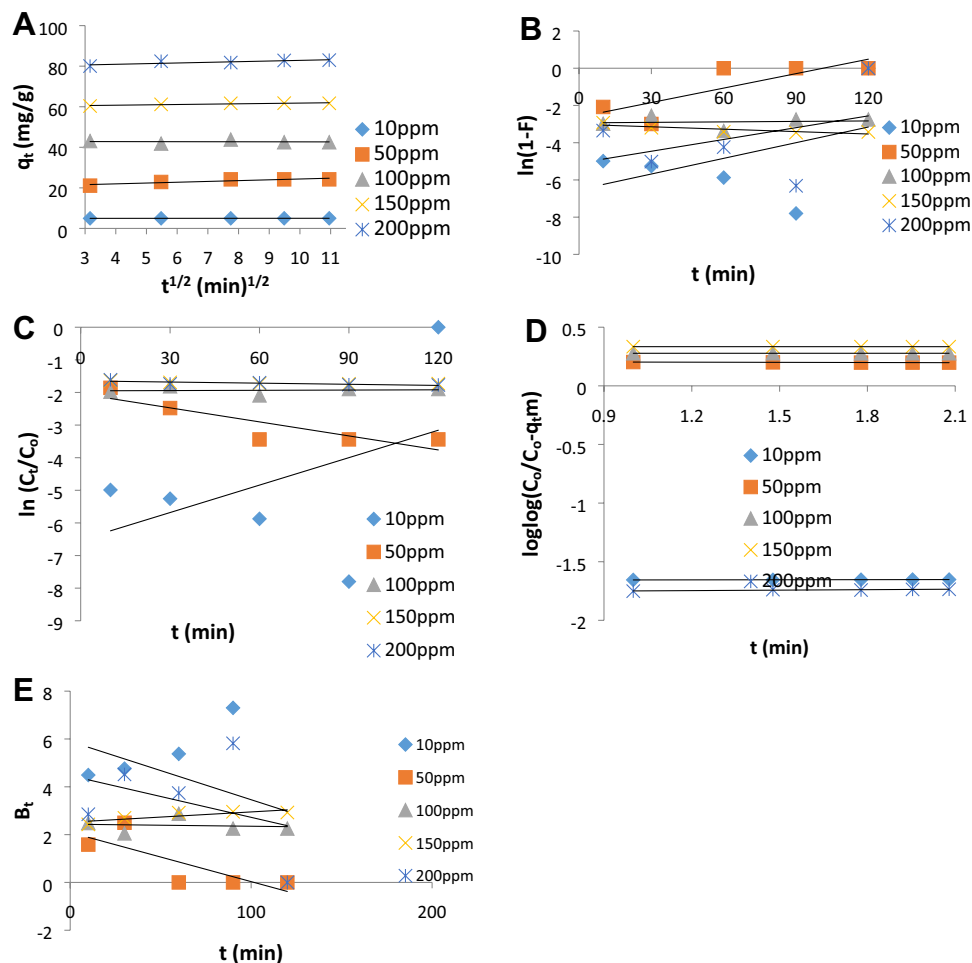 A
qt (mg/g)
100
80
60
40
20
0
3 4 5 6 7 8 9 10 11
t1/2 (min)1/2
10ppm
50ppm
100ppm
150ppm
200ppm
B
ln(1-F)
2
0
-2
-4
-6
-8
-10
0 30 60 90 120
t (min)
10ppm
50ppm
100ppm
150ppm
200ppm
C
ln (Ct/Co)
0
-1
-2
-3
-4
-5
-6
-7
-8
-9
0 30 60 90 120
t (min)
10ppm
50ppm
100ppm
150ppm
200ppm
D
loglog(Co/Co-qtm)
0.5
0
-0.5
-1
-1.5
-2
0.9 1.2 1.5 1.8 2.1
t (min)
10ppm
50ppm
100ppm
150ppm
200ppm
E
Bt
8
6
4
2
0
-2
0 100 200
t (min)
10ppm
50ppm
100ppm
150ppm
200ppm